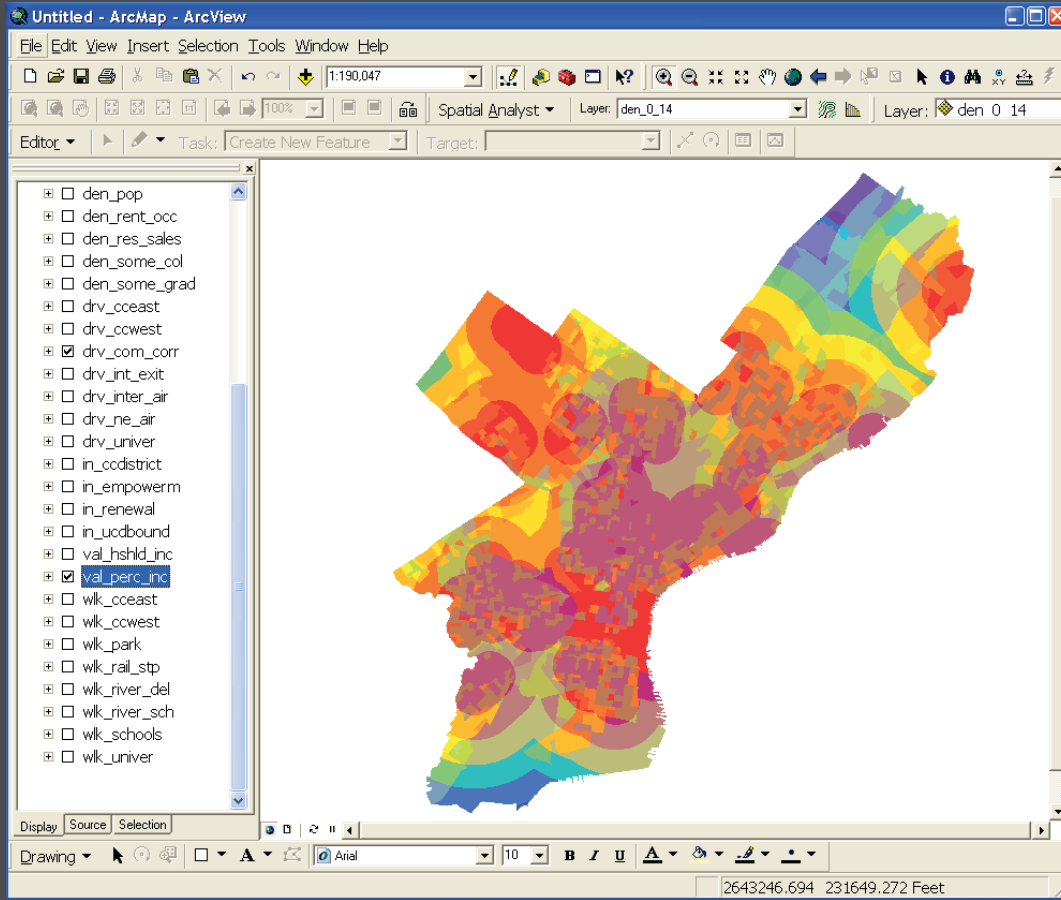 Untitled - ArcMap - ArcView
File Edit View Insert Selection Tools Window Help
1:190,047
100% Spatial Analyst Layer: den_0_14 Layer: den_0_14
Editor Task: Create New Feature Target:
den_pop
den_rent_occ
den_res_sales
den_some_col
den_some_grad
drv_cceast
drv_ccwest
drv_com_corr
drv_int_exit
drv_inter_air
drv_ne_air
drv_univer
in_ccdistrict
in_empowerm
in_renewal
in_ucdbound
val_hshld_inc
val_perc_inc
wlk_cceast
wlk_ccwest
wlk_park
wlk_rail_stp
wlk_river_del
wlk_river_sch
wlk_schools
wlk_univer
Display Source Selection
Drawing A Arial 10 B I U A
2643246.694 231649.272 Feet